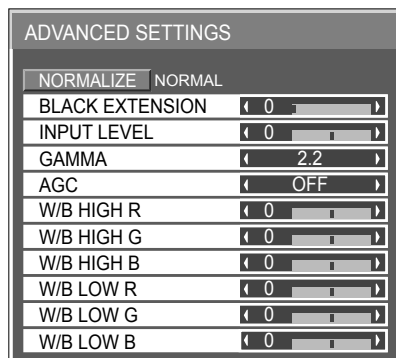 ADVANCED SETTINGS
NORMALIZE NORMAL
BLACK EXTENSION 0
INPUT LEVEL 0
GAMMA 2.2
AGC OFF
W/B HIGH R 0
W/B HIGH G 0
W/B HIGH B 0
W/B LOW R 0
W/B LOW G 0
W/B LOW B 0